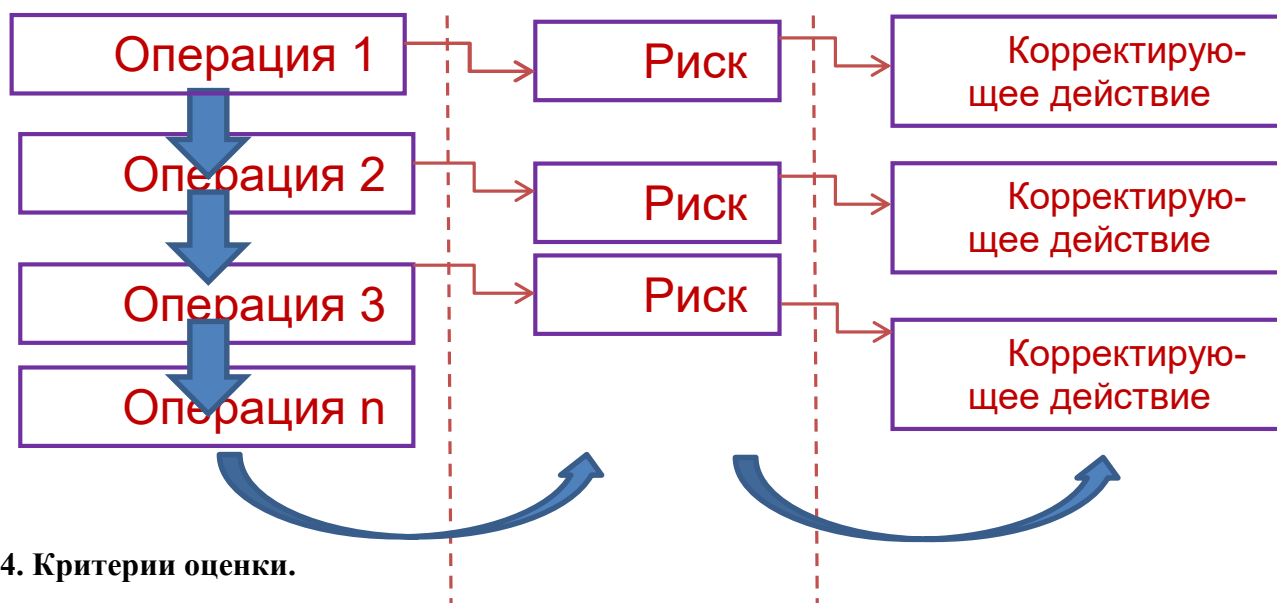 Операция 1
Риск
Корректирую-
щее действие
Операция 2
Риск
Корректирую-
щее действие
Операция 3
Риск
Корректирую-
щее действие
Операция n
4. Критерии оценки.